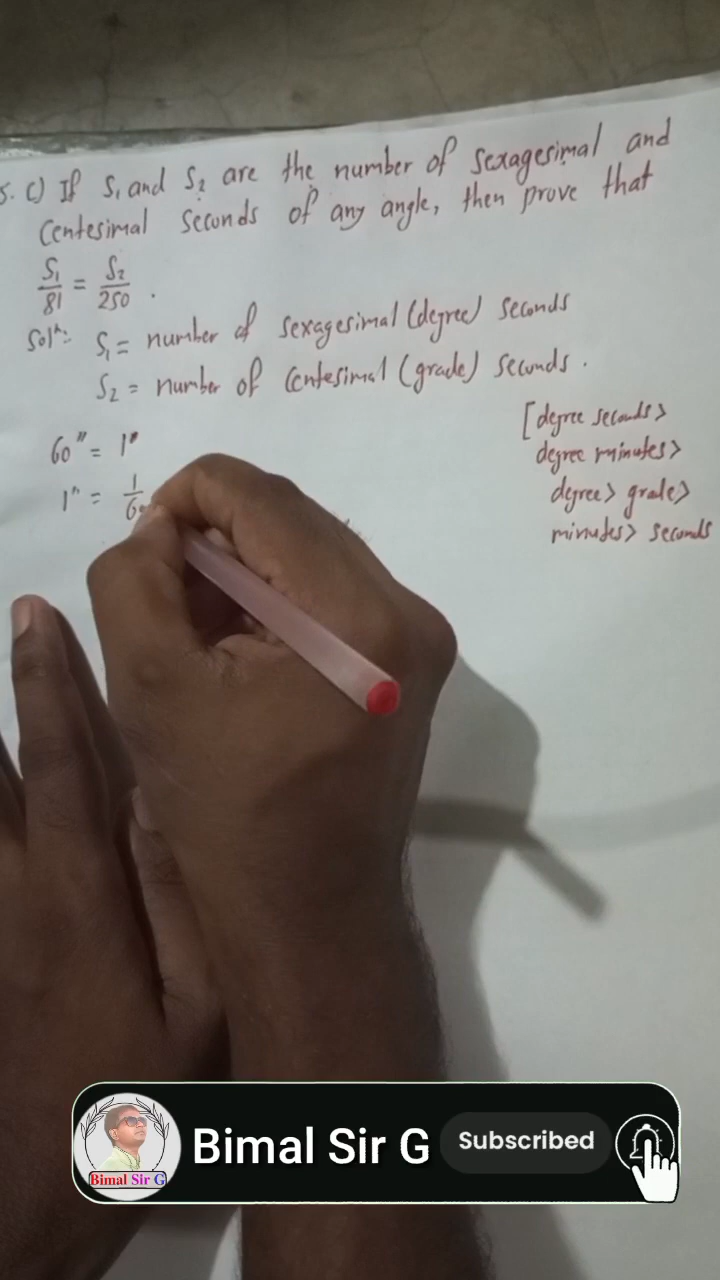 5. c) If S₁ and S₂ are the number of sexagesimal and
Centesimal Seconds of any angle, then prove that
S₁/81 = S₂/250 .
Solⁿ: S₁ = number of sexagesimal (degree) seconds
S₂ = number of Centesimal (grade) seconds .
[degree seconds >
degree minutes >
degree > grade >
minutes > seconds
60" = 1'
1" = 1/60
Bimal Sir G
Bimal Sir G
Subscribed